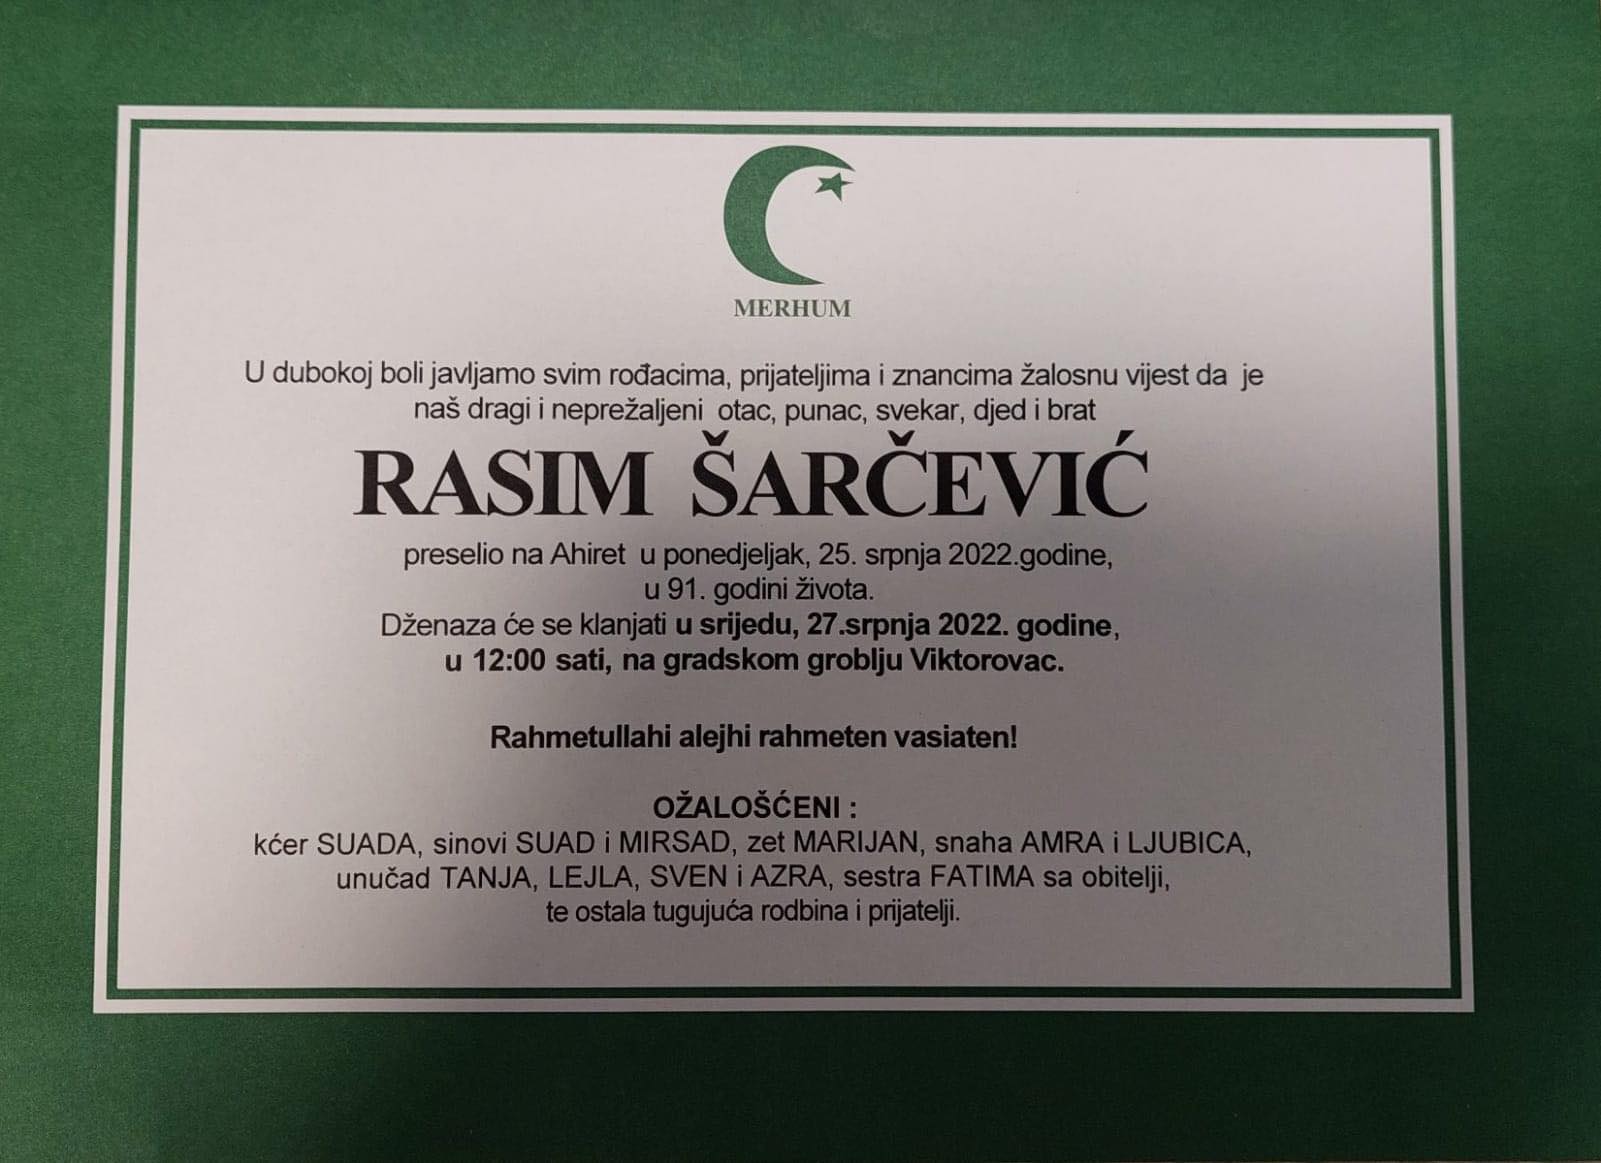 MERHUM
U dubokoj boli javljamo svim rođacima, prijateljima i znancima žalosnu vijest da je
naš dragi i neprežaljeni otac, punac, svekar, djed i brat
RASIM ŠARČEVIĆ
preselio na Ahiret u ponedjeljak, 25. srpnja 2022.godine,
u 91. godini života.
Dženaza će se klanjati u srijedu, 27.srpnja 2022. godine,
u 12:00 sati, na gradskom groblju Viktorovac.
Rahmetullahi alejhi rahmeten vasiaten!
OŽALOŠĆENI :
kćer SUADA, sinovi SUAD i MIRSAD, zet MARIJAN, snaha AMRA i LJUBICA,
unučad TANJA, LEJLA, SVEN i AZRA, sestra FATIMA sa obitelji,
te ostala tugujuća rodbina i prijatelji.